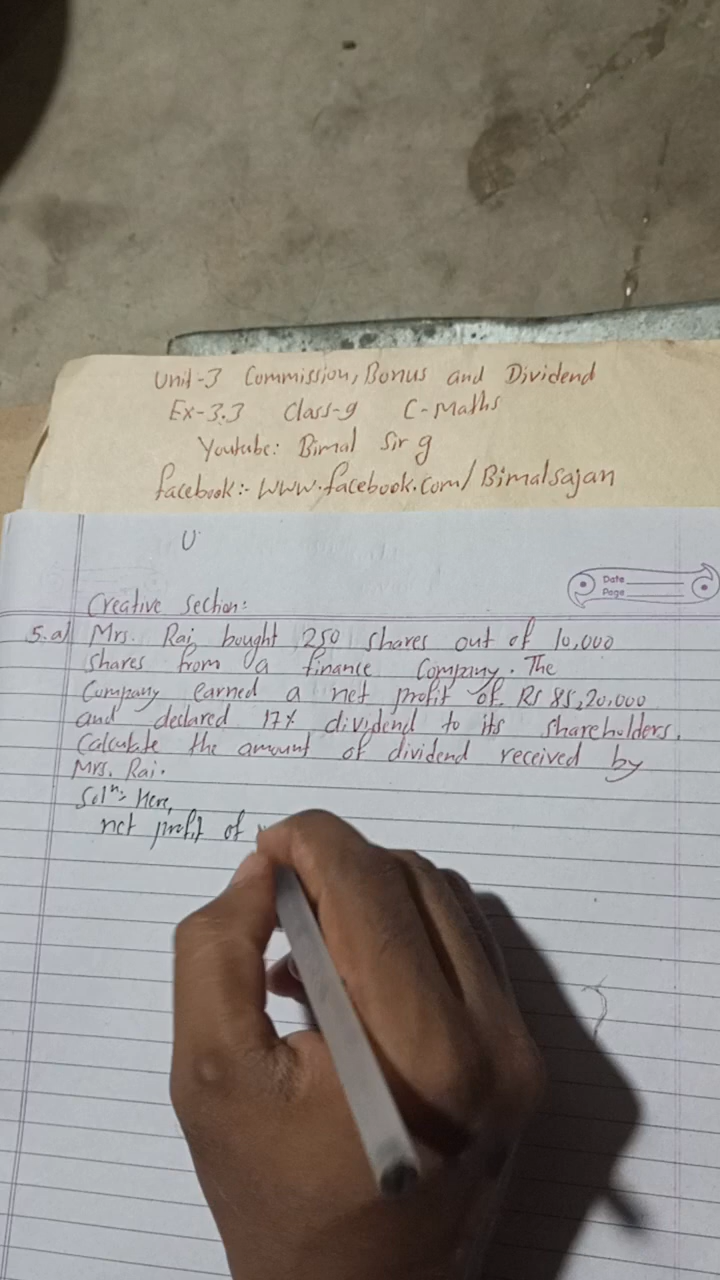 Unit-3 Commission, Bonus and Dividend
Ex-3.3 Class-9 C-Maths
Youtube: Bimal Sir g
facebook:- www.facebook.com/Bimalsajan
Date
Page
Creative section:
5.a) Mrs. Rai bought 250 shares out of 10,000
shares from a finance Company. The
Company earned a net profit of Rs 85,20,000
and declared 17% dividend to its shareholders.
Calculate the amount of dividend received by
Mrs. Rai.
Solⁿ: Here,
net profit of